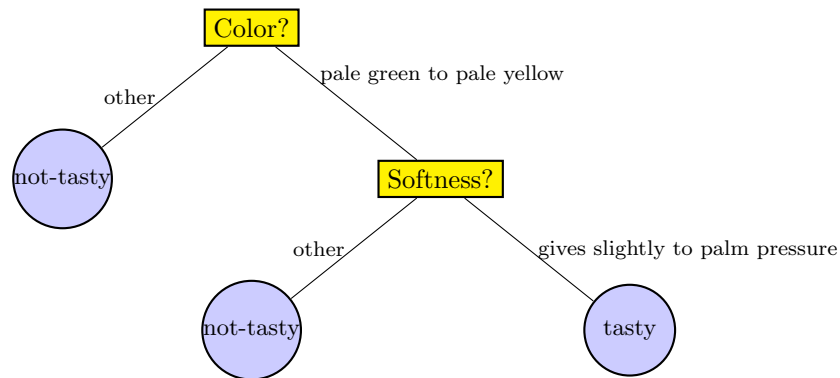 Color?
other
pale green to pale yellow
not-tasty
Softness?
other
gives slightly to palm pressure
not-tasty
tasty